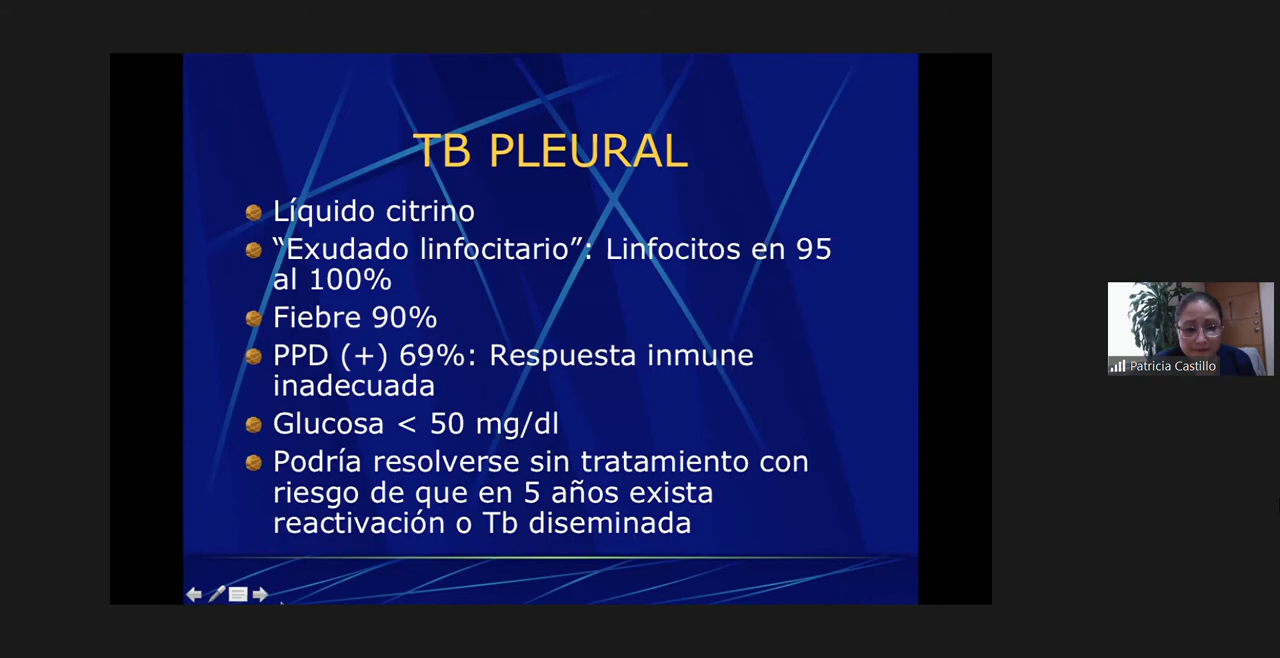 TB PLEURAL
Líquido citrino
“Exudado linfocitario”: Linfocitos en 95
al 100%
Fiebre 90%
PPD (+) 69%: Respuesta inmune
inadecuada
Glucosa < 50 mg/dl
Podría resolverse sin tratamiento con
riesgo de que en 5 años exista
reactivación o Tb diseminada
Patricia Castillo